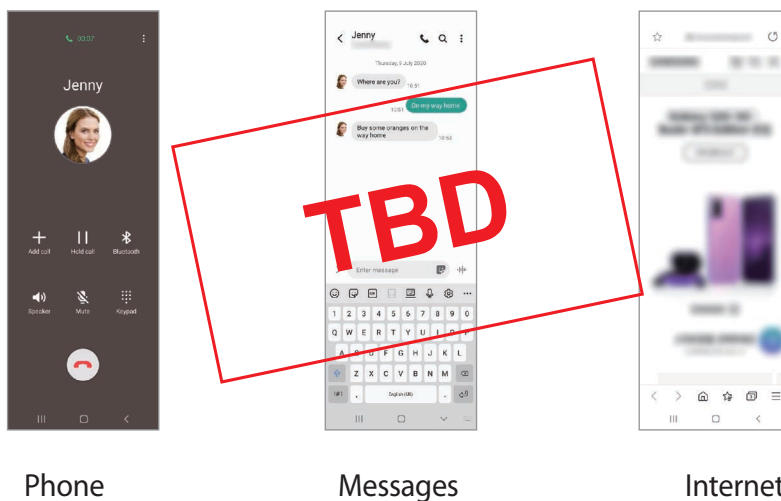 00:07
Jenny
Add call
Hold call
Bluetooth
Speaker
Mute
Keypad
Phone
Jenny
Thursday, 9 July 2020
Where are you? 10:51
10:51 On my way home
Buy some oranges on the
way home 10:53
TBD
Enter message
1 2 3 4 5 6 7 8 9 0
Q W E R T Y U I P
A S D F G H J K L
Z X C V B N M
!#1 , English (UK) .
Messages
Internet